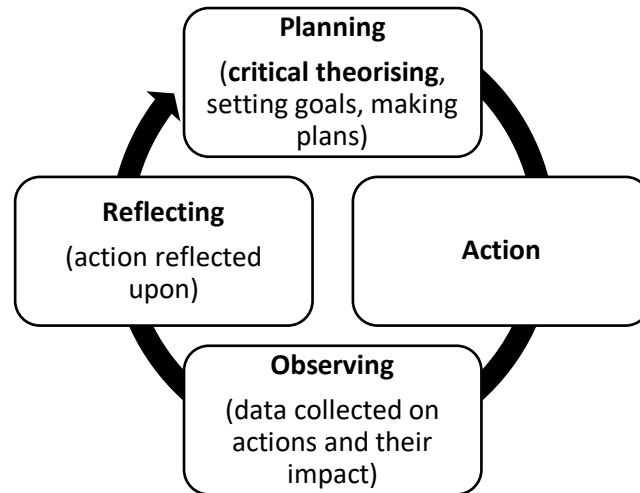 Planning
(critical theorising,
setting goals, making
plans)
Action
Observing
(data collected on
actions and their
impact)
Reflecting
(action reflected
upon)